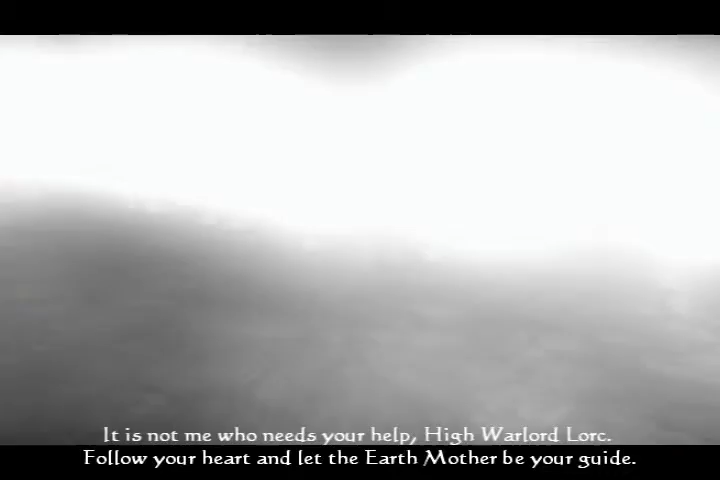 It is not me who needs your help, High Warlord Lorc.
Follow your heart and let the Earth Mother be your guide.